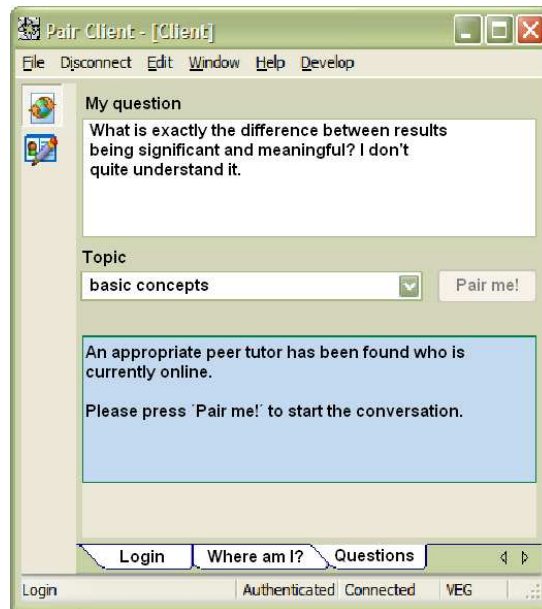 Pair Client - [Client]
File Disconnect Edit Window Help Develop
My question
What is exactly the difference between results
being significant and meaningful? I don't
quite understand it.
Topic
basic concepts
Pair me!
An appropriate peer tutor has been found who is
currently online.
Please press ´Pair me!´ to start the conversation.
Login Where am I? Questions
Login Authenticated Connected VEG